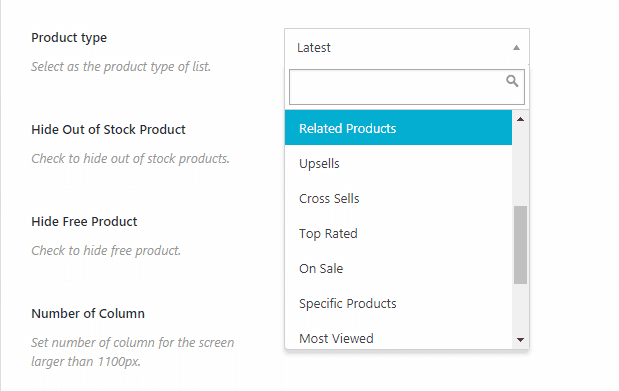 Product type
Select as the product type of list.
Latest
Related Products
Hide Out of Stock Product
Check to hide out of stock products.
Upsells
Cross Sells
Hide Free Product
Check to hide free product.
Top Rated
On Sale
Number of Column
Set number of column for the screen
larger than 1100px.
Specific Products
Most Viewed